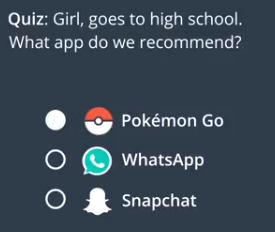 Quiz: Girl, goes to high school.
What app do we recommend?
Pokémon Go
WhatsApp
Snapchat